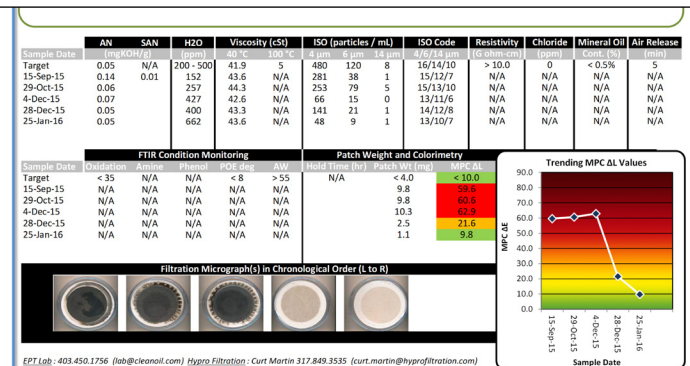 AN SAN H2O Viscosity (cSt) ISO (particles / mL) ISO Code Resistivity Chloride Mineral Oil Air Release
Sample Date (mgKOH/g) (ppm) 40 °C 100 °C 4 µm 6 µm 14 µm 4/6/14 µm (G ohm-cm) (ppm) Cont. (%) (min)
Target 0.05 N/A 200 - 500 41.9 5 480 120 8 16/14/10 > 10.0 0 < 0.5% 5
15-Sep-15 0.14 0.01 152 43.6 N/A 281 38 1 15/12/7 N/A N/A N/A N/A
29-Oct-15 0.06 257 44.3 N/A 253 79 5 15/13/10 N/A N/A N/A N/A
4-Dec-15 0.07 427 42.6 N/A 66 15 0 13/11/6 N/A N/A N/A N/A
28-Dec-15 0.05 400 43.3 N/A 141 21 1 14/12/8 N/A N/A N/A N/A
25-Jan-16 0.05 662 43.6 N/A 48 9 1 13/10/7 N/A N/A N/A N/A
FTIR Condition Monitoring Patch Weight and Colorimetry
Sample Date Oxidation Amine Phenol POE deg AW Hold Time (hr) Patch Wt (mg) MPC ΔL
Target < 35 N/A N/A < 8 > 55 N/A < 4.0 < 10.0
15-Sep-15 N/A N/A N/A N/A N/A 9.8 59.6
29-Oct-15 N/A N/A N/A N/A N/A 9.8 60.6
4-Dec-15 N/A N/A N/A N/A N/A 10.3 62.9
28-Dec-15 N/A N/A N/A N/A N/A 2.5 21.6
25-Jan-16 N/A N/A N/A N/A N/A 1.1 9.8
Trending MPC ΔL Values
90.0
80.0
70.0
60.0
50.0
40.0
30.0
20.0
10.0
0.0
MPC ΔE
15-Sep-15
29-Oct-15
4-Dec-15
28-Dec-15
25-Jan-16
Sample Date
Filtration Micrograph(s) in Chronological Order (L to R)
EPT Lab : 403.450.1756 (lab@cleanoil.com) Hypro Filtration : Curt Martin 317.849.3535 (curt.martin@hyprofiltration.com)